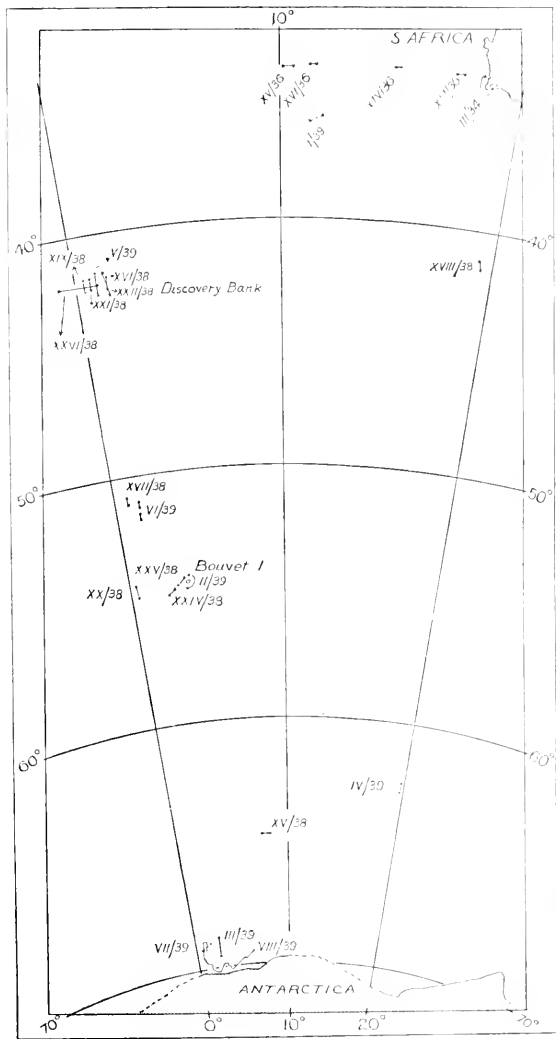 10°
S AFRICA
XV/36
XVI/36
I/39
III/34
40°
40°
XIX/38
V/39
XVI/38
XXII/38
Discovery Bank
XXI/38
XXVI/38
XVIII/38
50°
50°
XVII/38
VI/39
XXV/38
Bouvet I
II/39
XX/38
XXIV/38
60°
60°
IV/39
XV/38
VII/39
III/39
VIII/39
ANTARCTICA
70°
0°
10°
20°
70°